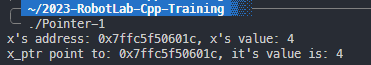 ~/2023-RobotLab-Cpp-Training
./Pointer-1
x's address: 0x7ffc5f50601c, x's value: 4
x_ptr point to: 0x7ffc5f50601c, it's value is: 4